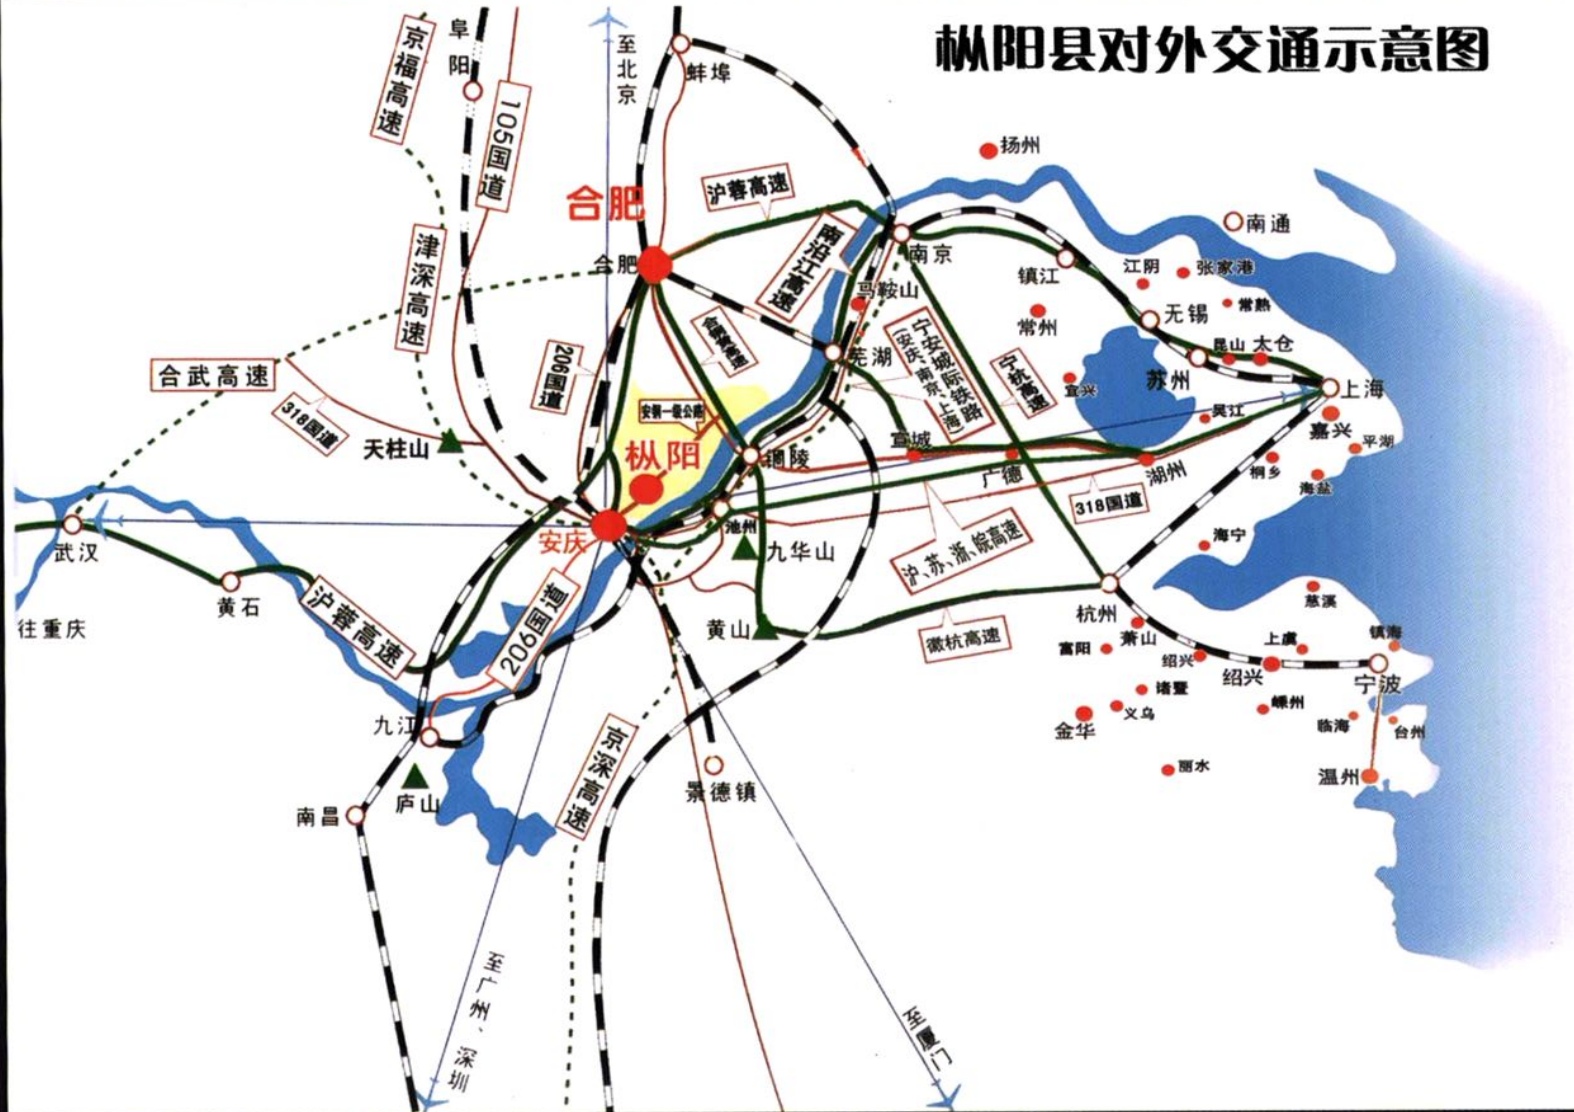 枞阳县对外交通示意图
阜阳
京福高速
105国道
至北京
蚌埠
扬州
沪蓉高速
合肥
南通
津深高速
合肥
南沿江高速
南京
镇江
江阴
张家港
马鞍山
常熟
常州
无锡
合铜黄高速
芜湖
宁安城际铁路
(安庆、南京、上海)
宁杭高速
昆山
太仓
206国道
合武高速
宣兴
苏州
上海
318国道
安铜一级公路
吴江
嘉兴
天柱山
枞阳
铜陵
宣城
广德
湖州
平湖
桐乡
海盐
318国道
武汉
安庆
池州
九华山
沪、苏、浙、皖高速
海宁
黄石
沪蓉高速
206国道
杭州
慈溪
往重庆
黄山
徽杭高速
萧山
富阳
绍兴
上虞
镇海
绍兴
宁波
诸暨
嵊州
义乌
金华
临海
台州
九江
京深高速
丽水
温州
庐山
景德镇
南昌
至广州、深圳
至厦门